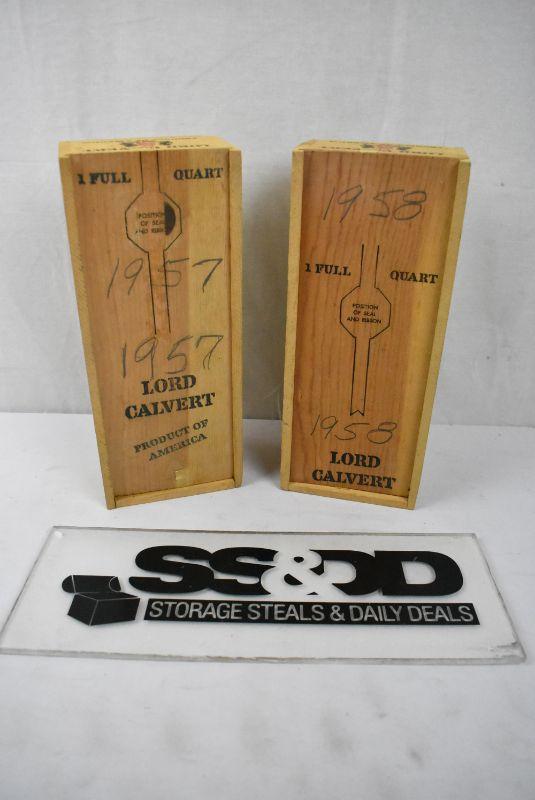 1 FULL QUART
POSITION
OF SEAL
AND RIBBON
1957
1957
LORD
CALVERT
PRODUCT OF
AMERICA
1958
1 FULL QUART
POSITION
OF SEAL
AND RIBBON
1958
LORD
CALVERT
SS&DD
STORAGE STEALS & DAILY DEALS